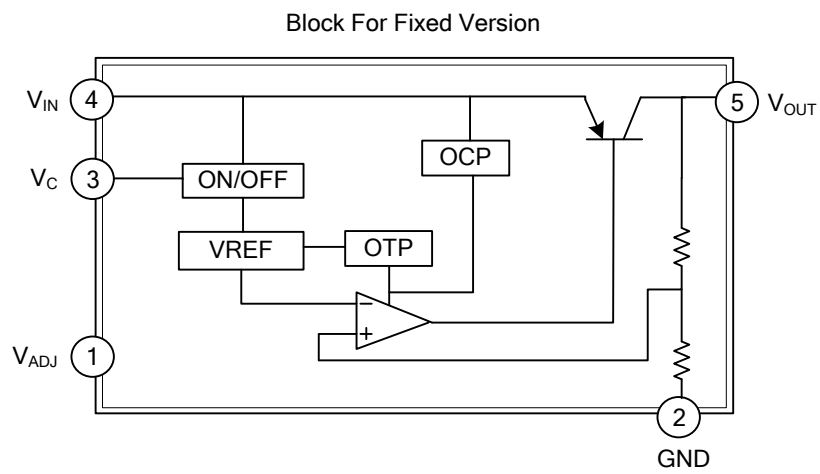 Block For Fixed Version
V_IN 4
5 V_OUT
OCP
V_C 3
ON/OFF
VREF
OTP
−
+
V_ADJ 1
2
GND